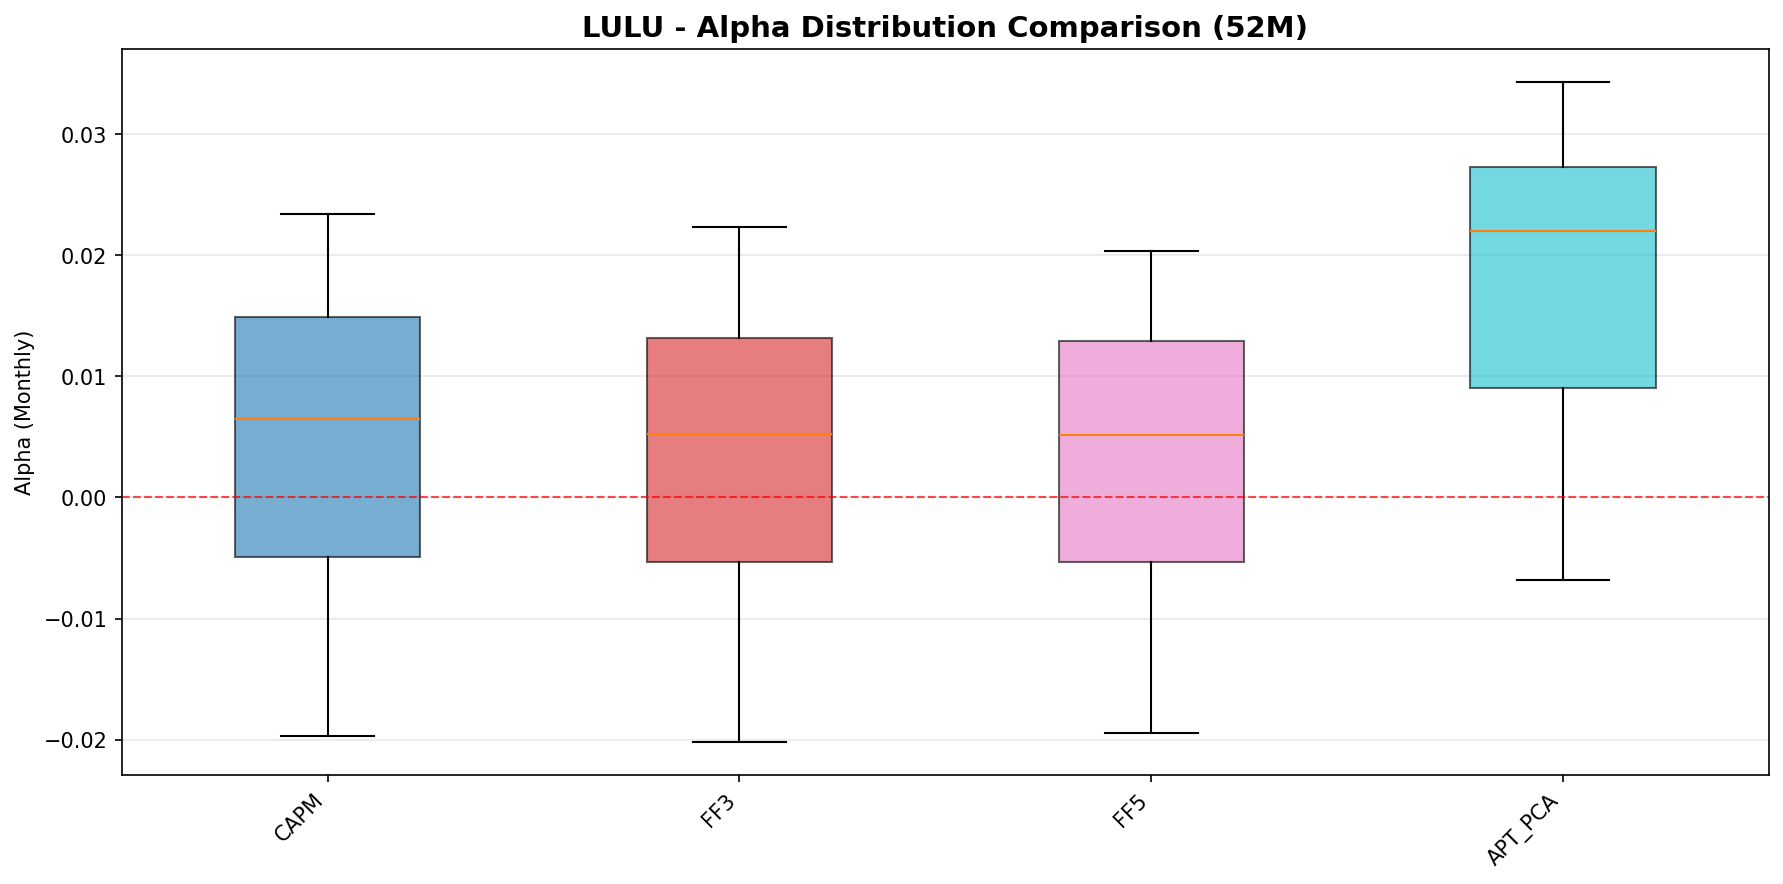 LULU - Alpha Distribution Comparison (52M)
Alpha (Monthly)
0.03
0.02
0.01
0.00
−0.01
−0.02
CAPM
FF3
FF5
APT_PCA